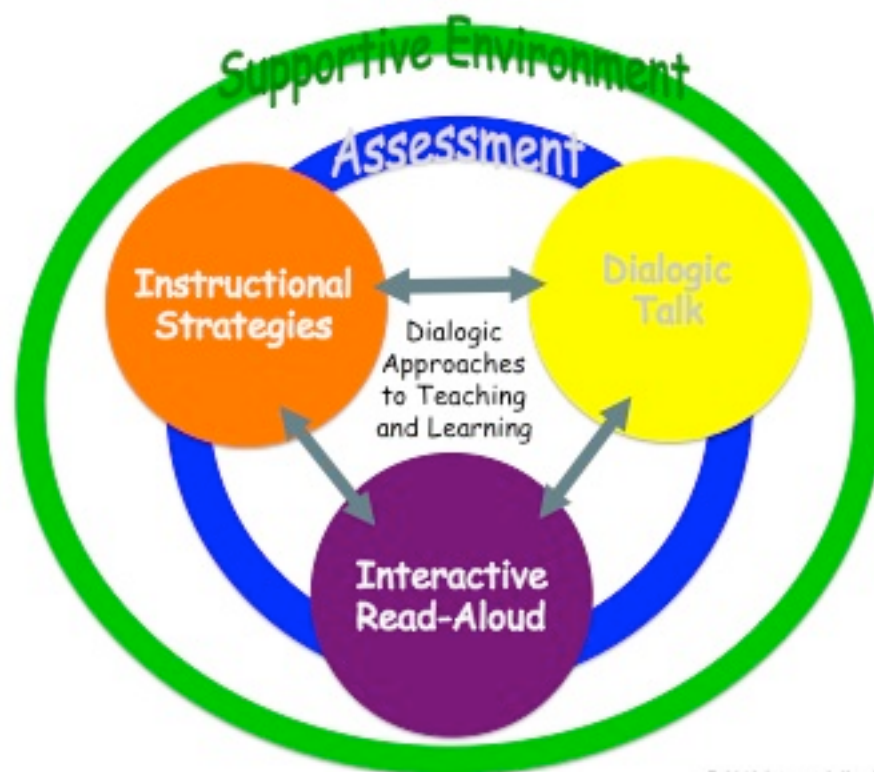 Supportive Environment
Assessment
Instructional
Strategies
Dialogic
Talk
Dialogic
Approaches
to Teaching
and Learning
Interactive
Read-Aloud